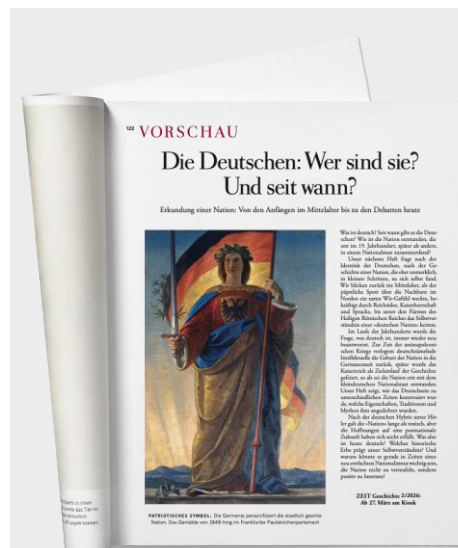 122 VORSCHAU
Die Deutschen: Wer sind sie?
Und seit wann?
Erkundung einer Nation: Von den Anfängen im Mittelalter bis zu den Debatten heute
Was ist deutsch? Seit wann gibt es die Deut-
schen? Wie ist die Nation entstanden, die
erst im 19. Jahrhundert, später als andere,
in einem Nationalstaat zusammenfand?
Unser nächstes Heft fragt nach der
Identität der Deutschen, nach der Ge-
schichte einer Nation, die eher unmerklich,
in kleinen Schritten, zu sich selbst fand.
Wir blicken zurück ins Mittelalter, als der
päpstliche Spott über die Nachbarn im
Norden ein zartes Wir-Gefühl weckte, be-
kräftigt durch Reichsidee, Kaiserherrschaft
und Sprache, bis unter den Fürsten des
Heiligen Römischen Reiches das Selbstver-
ständnis einer »deutschen Nation« keimte.
Im Laufe der Jahrhunderte wurde die
Frage, was deutsch ist, immer wieder neu
beantwortet. Zur Zeit der antinapoleoni-
schen Kriege verlegten deutschtümelnde
Intellektuelle die Geburt der Nation in die
Germanenzeit zurück, später wurde das
Kaiserreich als Zieleinlauf der Geschichte
gefeiert, so als sei die Nation erst mit dem
kleindeutschen Nationalstaat entstanden.
Unser Heft zeigt, wie das Deutschsein zu
unterschiedlichen Zeiten konstruiert wur-
de, welche Eigenschaften, Traditionen und
Mythen ihm angedichtet wurden.
Nach der deutschen Hybris unter Hit-
ler galt die »Nation« lange als toxisch, aber
die Hoffnungen auf eine postnationale
Zukunft haben sich nicht erfüllt. Was also
ist heute deutsch? Welches historische
Erbe prägt unser Selbstverständnis? Und
warum könnte es gerade in Zeiten einer
neu entfachten Nationalismus wichtig sein,
die Nation nicht zu verteufeln, sondern
positiv zu besetzen?
ZEIT Geschichte 2/2026:
Ab 27. März am Kiosk
PATRIOTISCHES SYMBOL: Die Germania personifiziert die staatlich geeinte
Nation. Das Gemälde von 1848 hing im Frankfurter Paulskirchenparlament
das Tier im
können